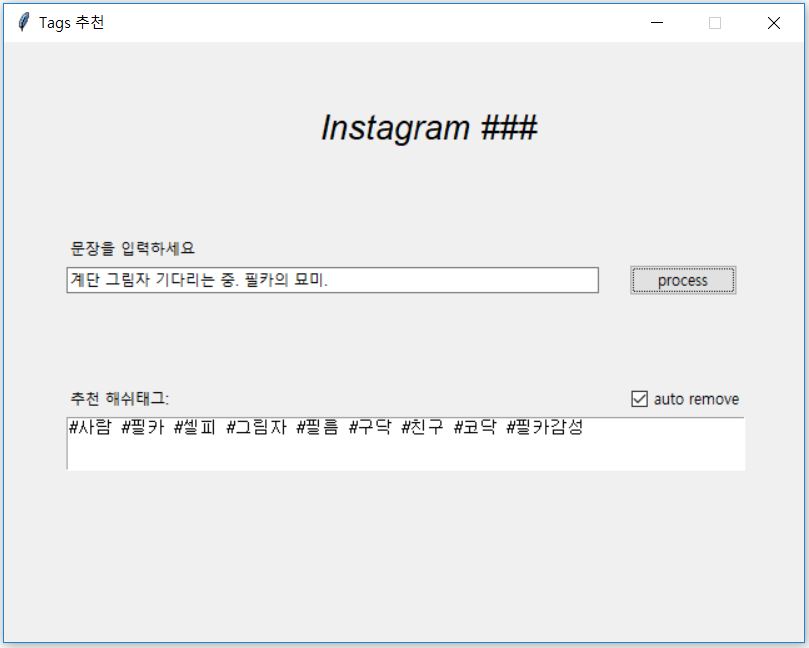 Tags 추천
Instagram ###
문장을 입력하세요
계단 그림자 기다리는 중. 필카의 묘미.
process
추천 해쉬태그:
auto remove
#사람 #필카 #셀피 #그림자 #필름 #구닥 #친구 #코닥 #필카감성